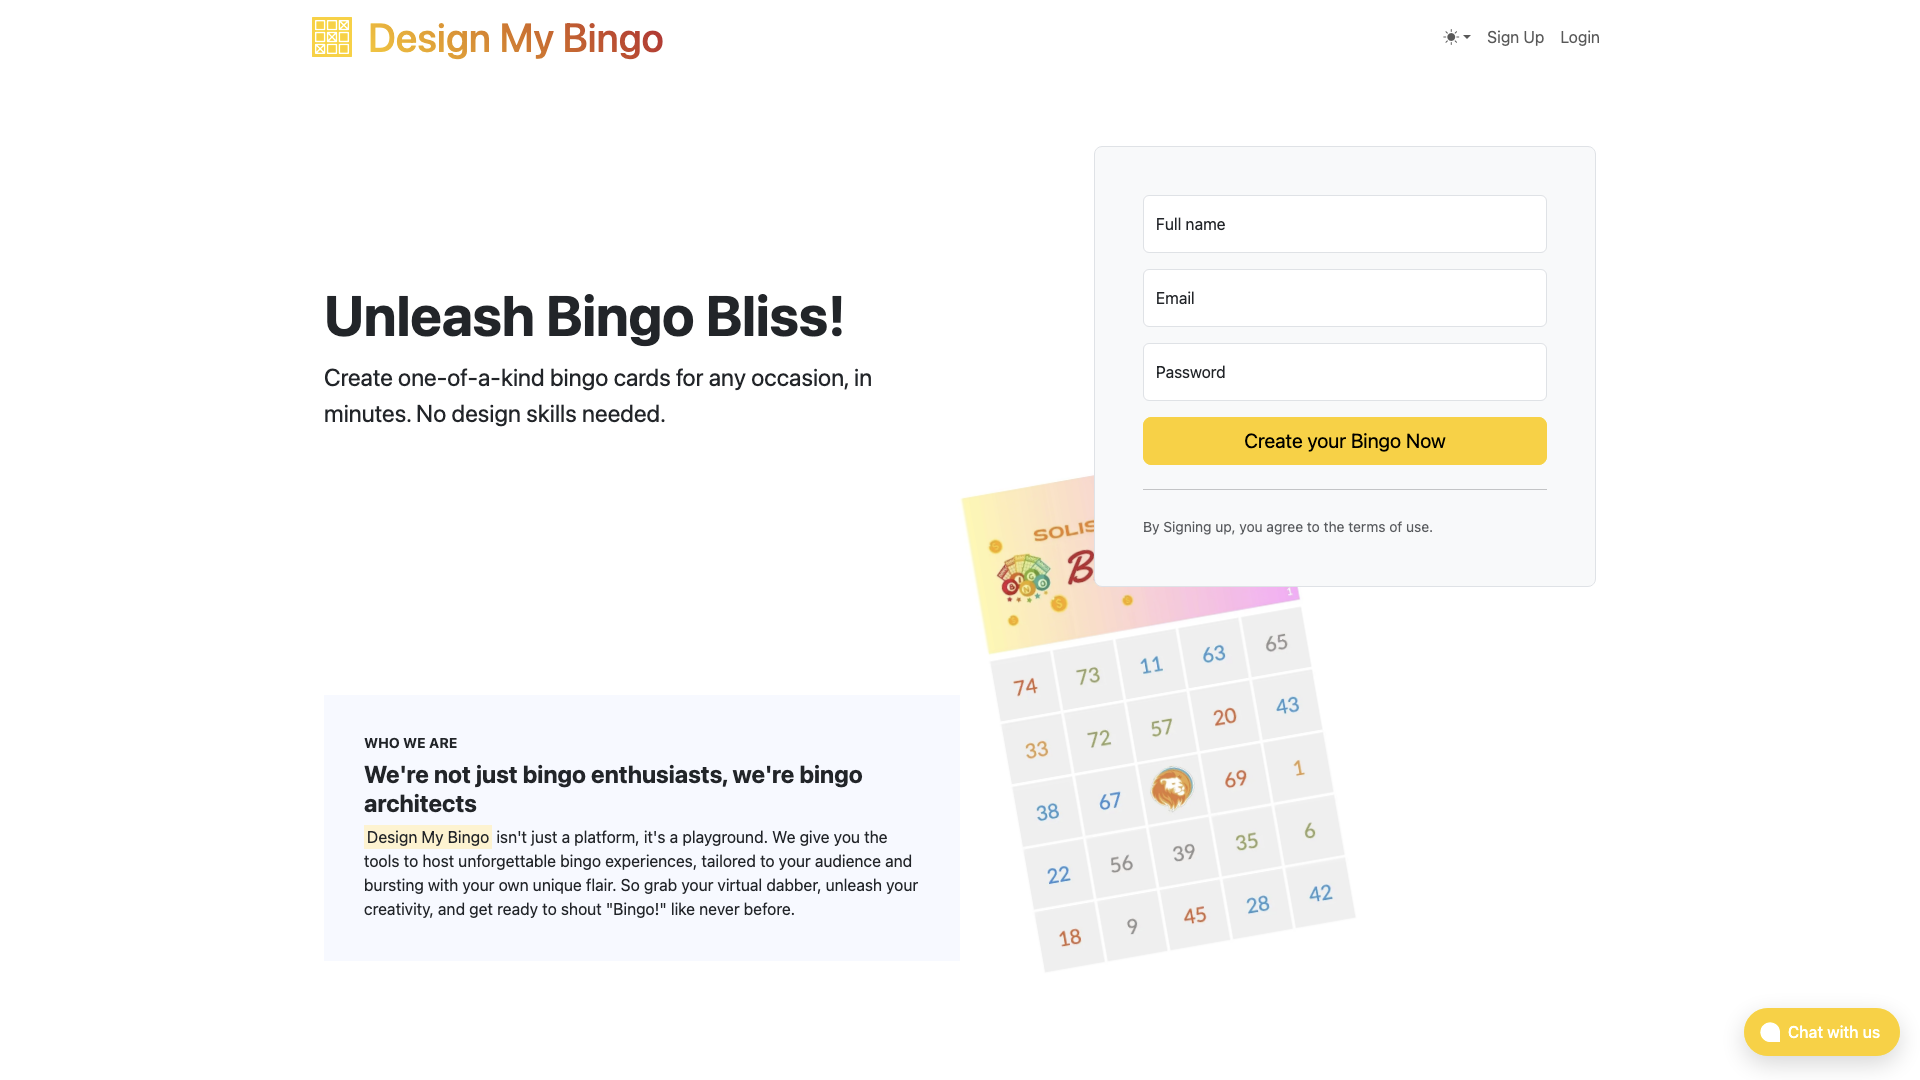 Design My Bingo
Sign Up
Login
Full name
Email
Password
Create your Bingo Now
By Signing up, you agree to the terms of use.
Unleash Bingo Bliss!
Create one-of-a-kind bingo cards for any occasion, in
minutes. No design skills needed.
WHO WE ARE
We're not just bingo enthusiasts, we're bingo
architects
Design My Bingo isn't just a platform, it's a playground. We give you the
tools to host unforgettable bingo experiences, tailored to your audience and
bursting with your own unique flair. So grab your virtual dabber, unleash your
creativity, and get ready to shout "Bingo!" like never before.
SOLIS
B
1
74 73 11 63 65
33 72 57 20 43
38 67 69 1
22 56 39 35 6
18 9 45 28 42
Chat with us